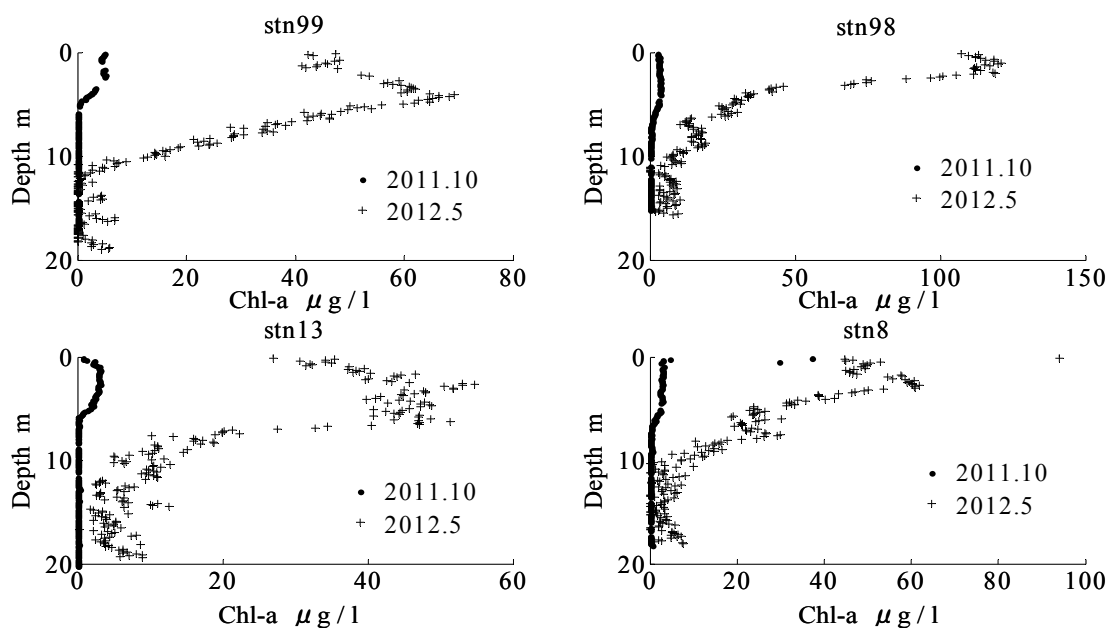 stn99
0
10
20
Depth m
• 2011.10
+ 2012.5
0 20 40 60 80
Chl-a μg/l
stn98
0
10
20
Depth m
• 2011.10
+ 2012.5
0 50 100 150
Chl-a μg/l
stn13
0
10
20
Depth m
• 2011.10
+ 2012.5
0 20 40 60
Chl-a μg/l
stn8
0
10
20
Depth m
• 2011.10
+ 2012.5
0 20 40 60 80 100
Chl-a μg/l